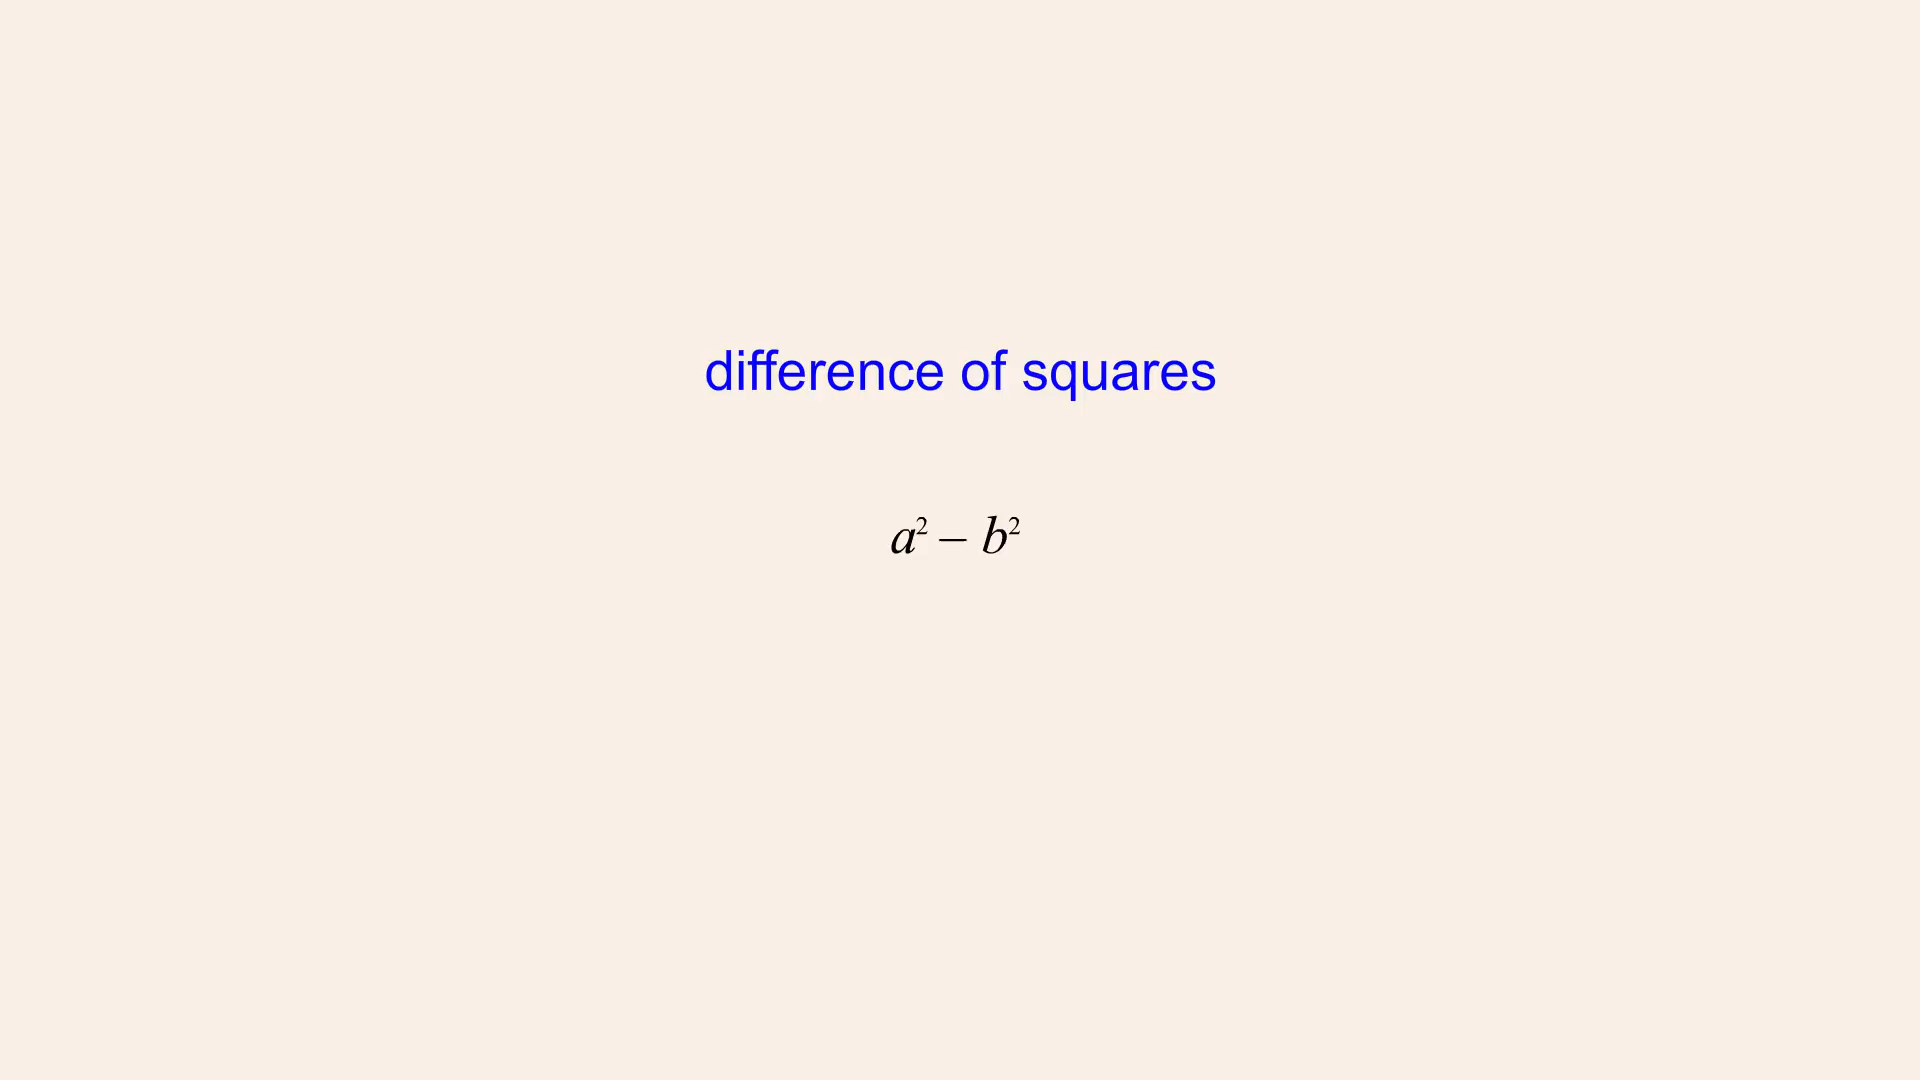 difference of squares
a² – b²